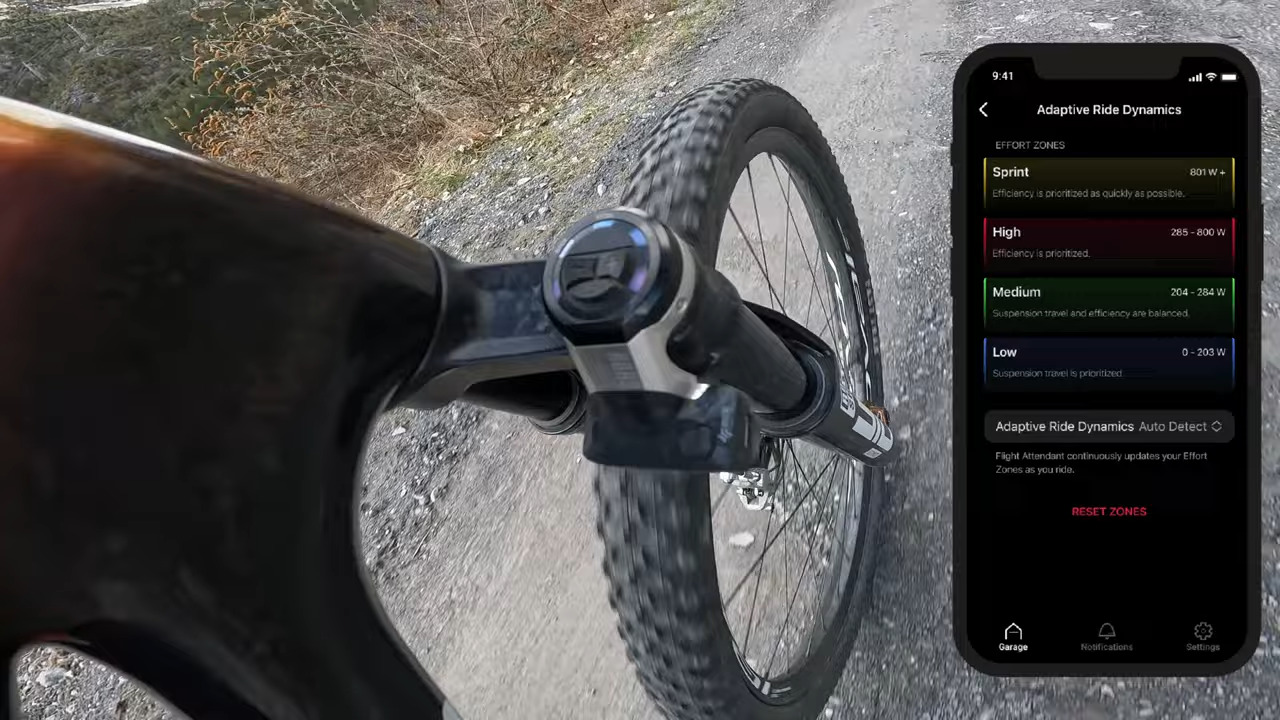 9:41
Adaptive Ride Dynamics
EFFORT ZONES
Sprint 801 W +
Efficiency is prioritized as quickly as possible.
High 285 - 800 W
Efficiency is prioritized.
Medium 204 - 284 W
Suspension travel and efficiency are balanced.
Low 0 - 203 W
Suspension travel is prioritized.
Adaptive Ride Dynamics Auto Detect
Flight Attendant continuously updates your Effort
Zones as you ride.
RESET ZONES
Garage Notifications Settings